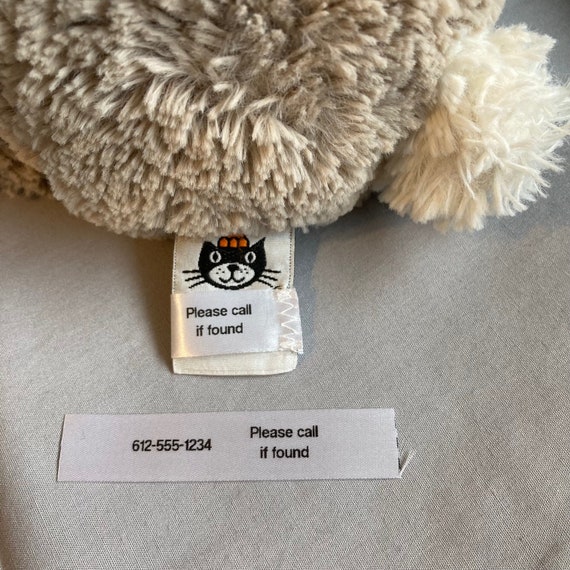 Please call
if found
612-555-1234
Please call
if found